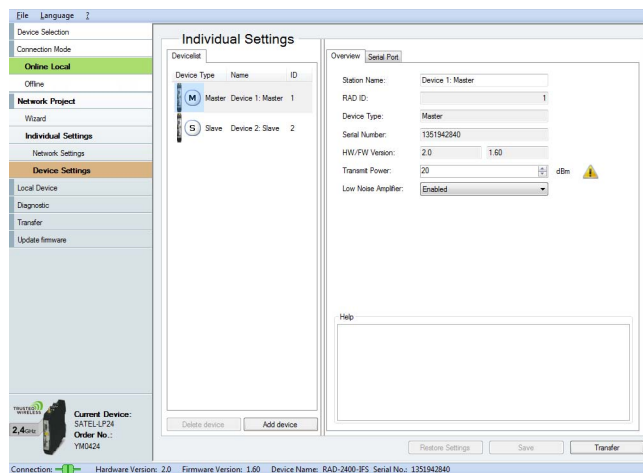 File Language ?
Device Selection
Connection Mode
Online Local
Offline
Network Project
Wizard
Individual Settings
Network Settings
Device Settings
Local Device
Diagnostic
Transfer
Update firmware
TRUSTED
WIRELESS
2,4GHz
Current Device:
SATEL-LP24
Order No.:
YM0424
Individual Settings
Devicelist
Device Type Name ID
M Master Device 1: Master 1
S Slave Device 2: Slave 2
Delete device Add device
Overview Serial Port
Station Name: Device 1: Master
RAD ID: 1
Device Type: Master
Serial Number: 1351942840
HW/FW Version: 2.0 1.60
Transmit Power: 20 dBm
Low Noise Amplifier: Enabled
Help
Restore Settings Save Transfer
Connection: Hardware Version: 2.0 Firmware Version: 1.60 Device Name: RAD-2400-IFS Serial No.: 1351942840